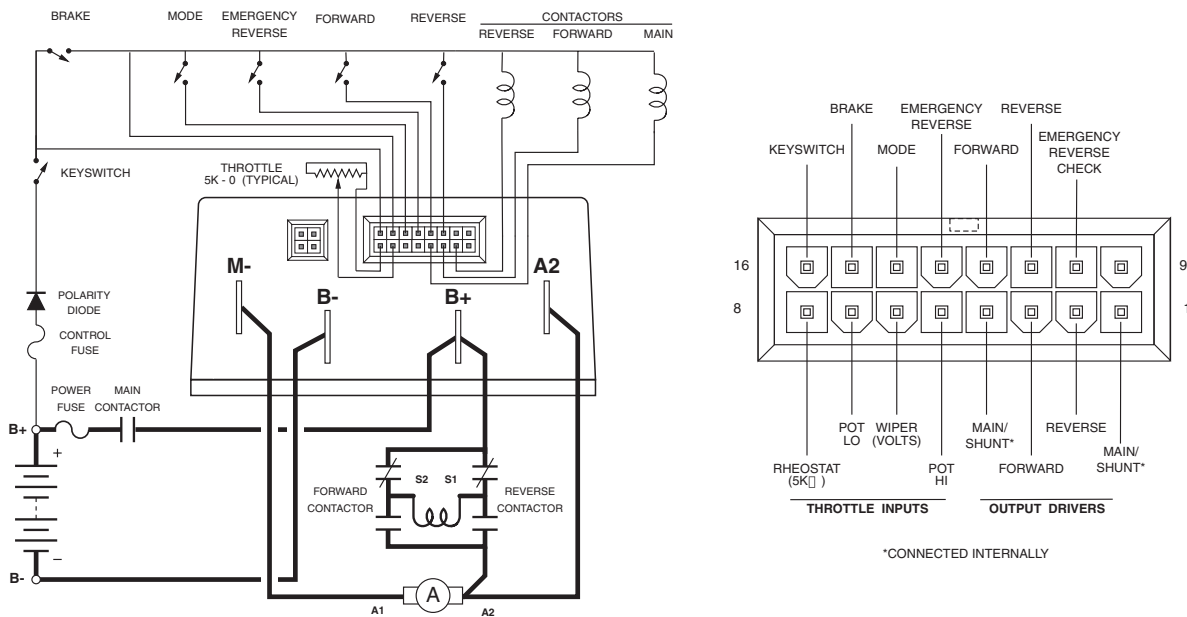 BRAKE
MODE
EMERGENCY
REVERSE
FORWARD
REVERSE
CONTACTORS
REVERSE
FORWARD
MAIN
KEYSWITCH
THROTTLE
5K - 0 (TYPICAL)
POLARITY
DIODE
CONTROL
FUSE
POWER
FUSE
MAIN
CONTACTOR
M-
B-
B+
A2
B+
+
–
B-
FORWARD
CONTACTOR
S2
S1
REVERSE
CONTACTOR
A
A1
A2
BRAKE
EMERGENCY
REVERSE
REVERSE
KEYSWITCH
MODE
FORWARD
EMERGENCY
REVERSE
CHECK
16
9
8
1
POT
LO
WIPER
(VOLTS)
MAIN/
SHUNT*
REVERSE
MAIN/
SHUNT*
RHEOSTAT
(5K▯ )
POT
HI
FORWARD
THROTTLE INPUTS
OUTPUT DRIVERS
*CONNECTED INTERNALLY